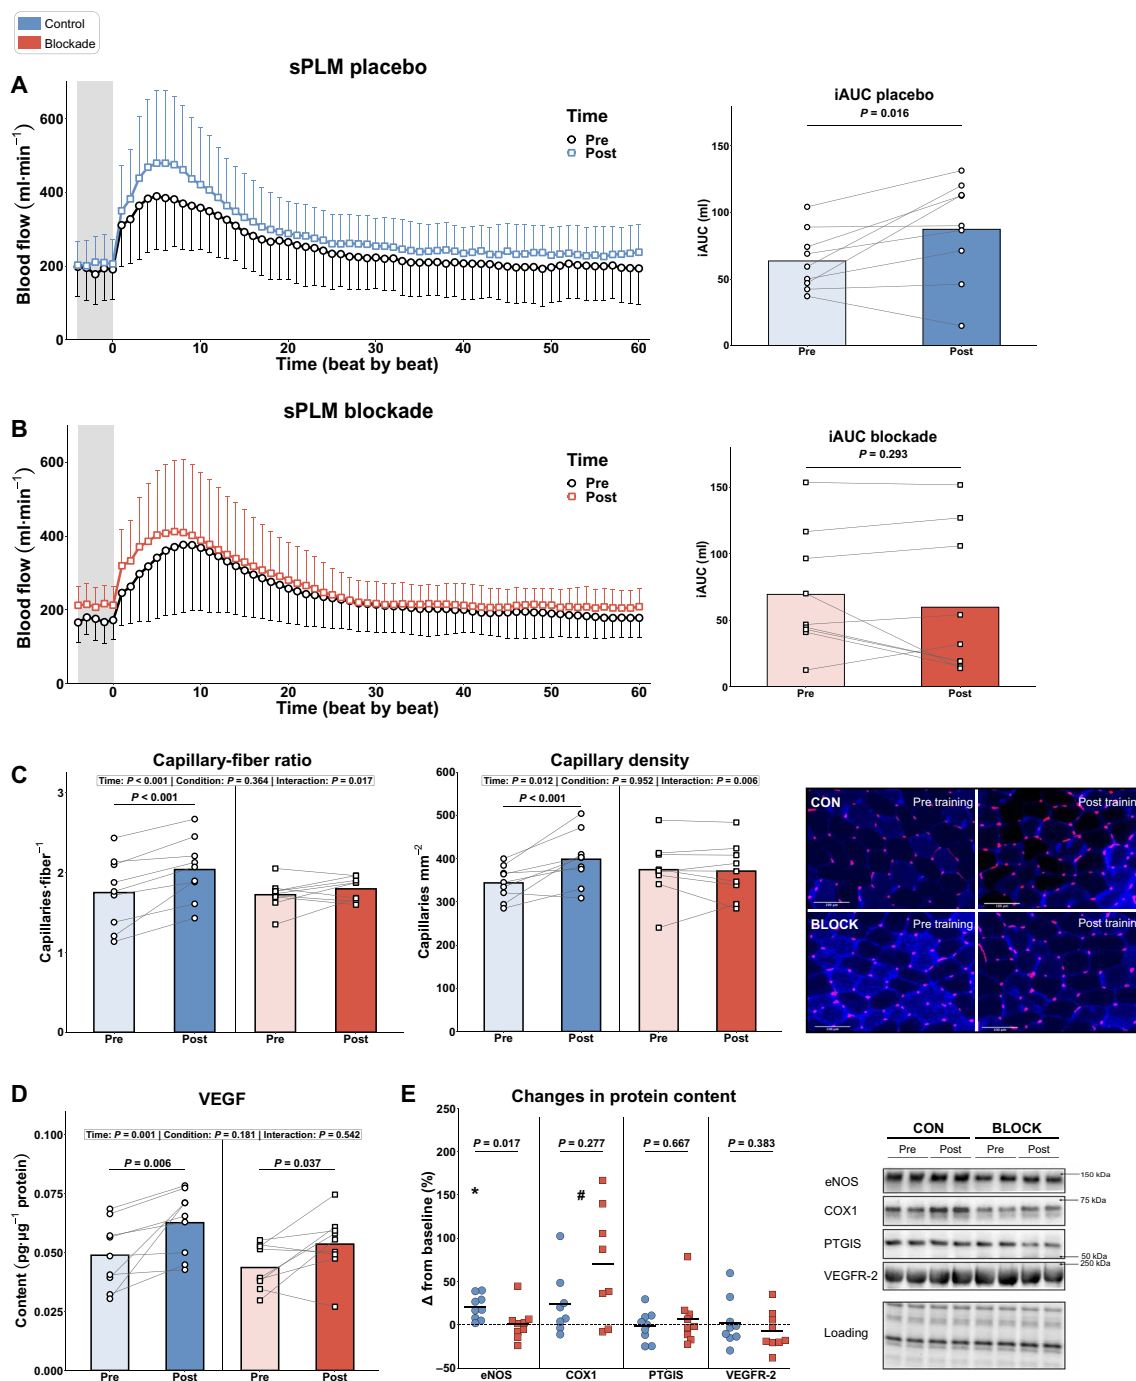 Control
Blockade
A
sPLM placebo
Blood flow (ml·min⁻¹)
600
400
200
0
Time
Pre
Post
0 10 20 30 40 50 60
Time (beat by beat)
iAUC placebo
P = 0.016
iAUC (ml)
150
100
50
0
Pre Post
B
sPLM blockade
Blood flow (ml·min⁻¹)
600
400
200
0
Time
Pre
Post
0 10 20 30 40 50 60
Time (beat by beat)
iAUC blockade
P = 0.293
iAUC (ml)
150
100
50
0
Pre Post
C
Capillary-fiber ratio
Time: P < 0.001 | Condition: P = 0.364 | Interaction: P = 0.017
P < 0.001
Capillaries·fiber⁻¹
3
2
1
0
Pre Post Pre Post
Capillary density
Time: P = 0.012 | Condition: P = 0.952 | Interaction: P = 0.006
P < 0.001
Capillaries mm⁻²
600
500
400
300
200
100
0
Pre Post Pre Post
CON Pre training Post training
100 µm 100 µm
BLOCK Pre training Post training
100 µm 100 µm
D
VEGF
Time: P = 0.001 | Condition: P = 0.181 | Interaction: P = 0.542
P = 0.006 P = 0.037
Content (pg·µg⁻¹ protein)
0.100
0.075
0.050
0.025
0.000
Pre Post Pre Post
E
Changes in protein content
P = 0.017 P = 0.277 P = 0.667 P = 0.383
* #
Δ from baseline (%)
250
200
150
100
50
0
−50
eNOS COX1 PTGIS VEGFR-2
CON BLOCK
Pre Post Pre Post
eNOS 150 kDa
COX1 75 kDa
PTGIS 50 kDa
VEGFR-2 250 kDa
Loading